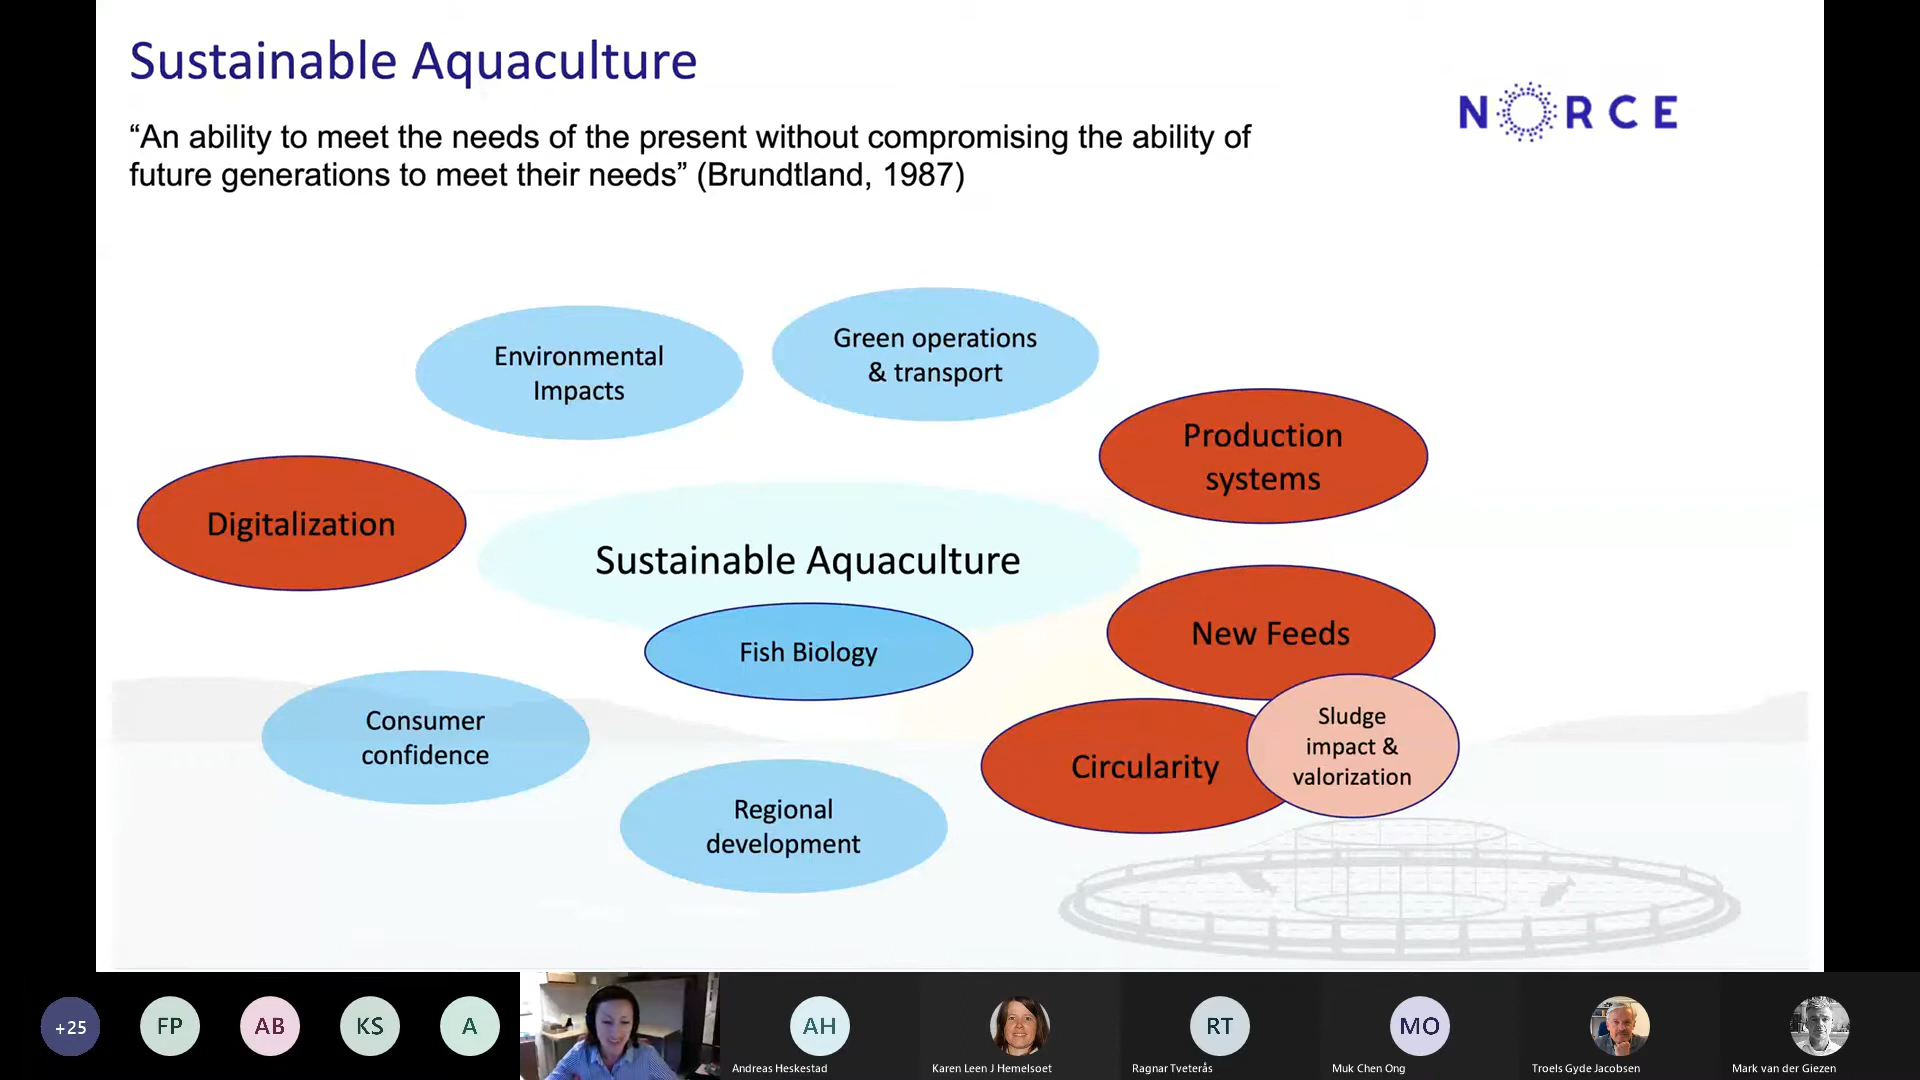 Sustainable Aquaculture
NORCE
“An ability to meet the needs of the present without compromising the ability of
future generations to meet their needs” (Brundtland, 1987)
Environmental
Impacts
Green operations
& transport
Production
systems
Digitalization
Sustainable Aquaculture
New Feeds
Fish Biology
Consumer
confidence
Sludge
impact &
valorization
Circularity
Regional
development
+25
FP
AB
KS
A
AH
RT
MO
Andreas Heskestad
Karen Leen J Hemelsoet
Ragnar Tveterås
Muk Chen Ong
Troels Gyde Jacobsen
Mark van der Giezen